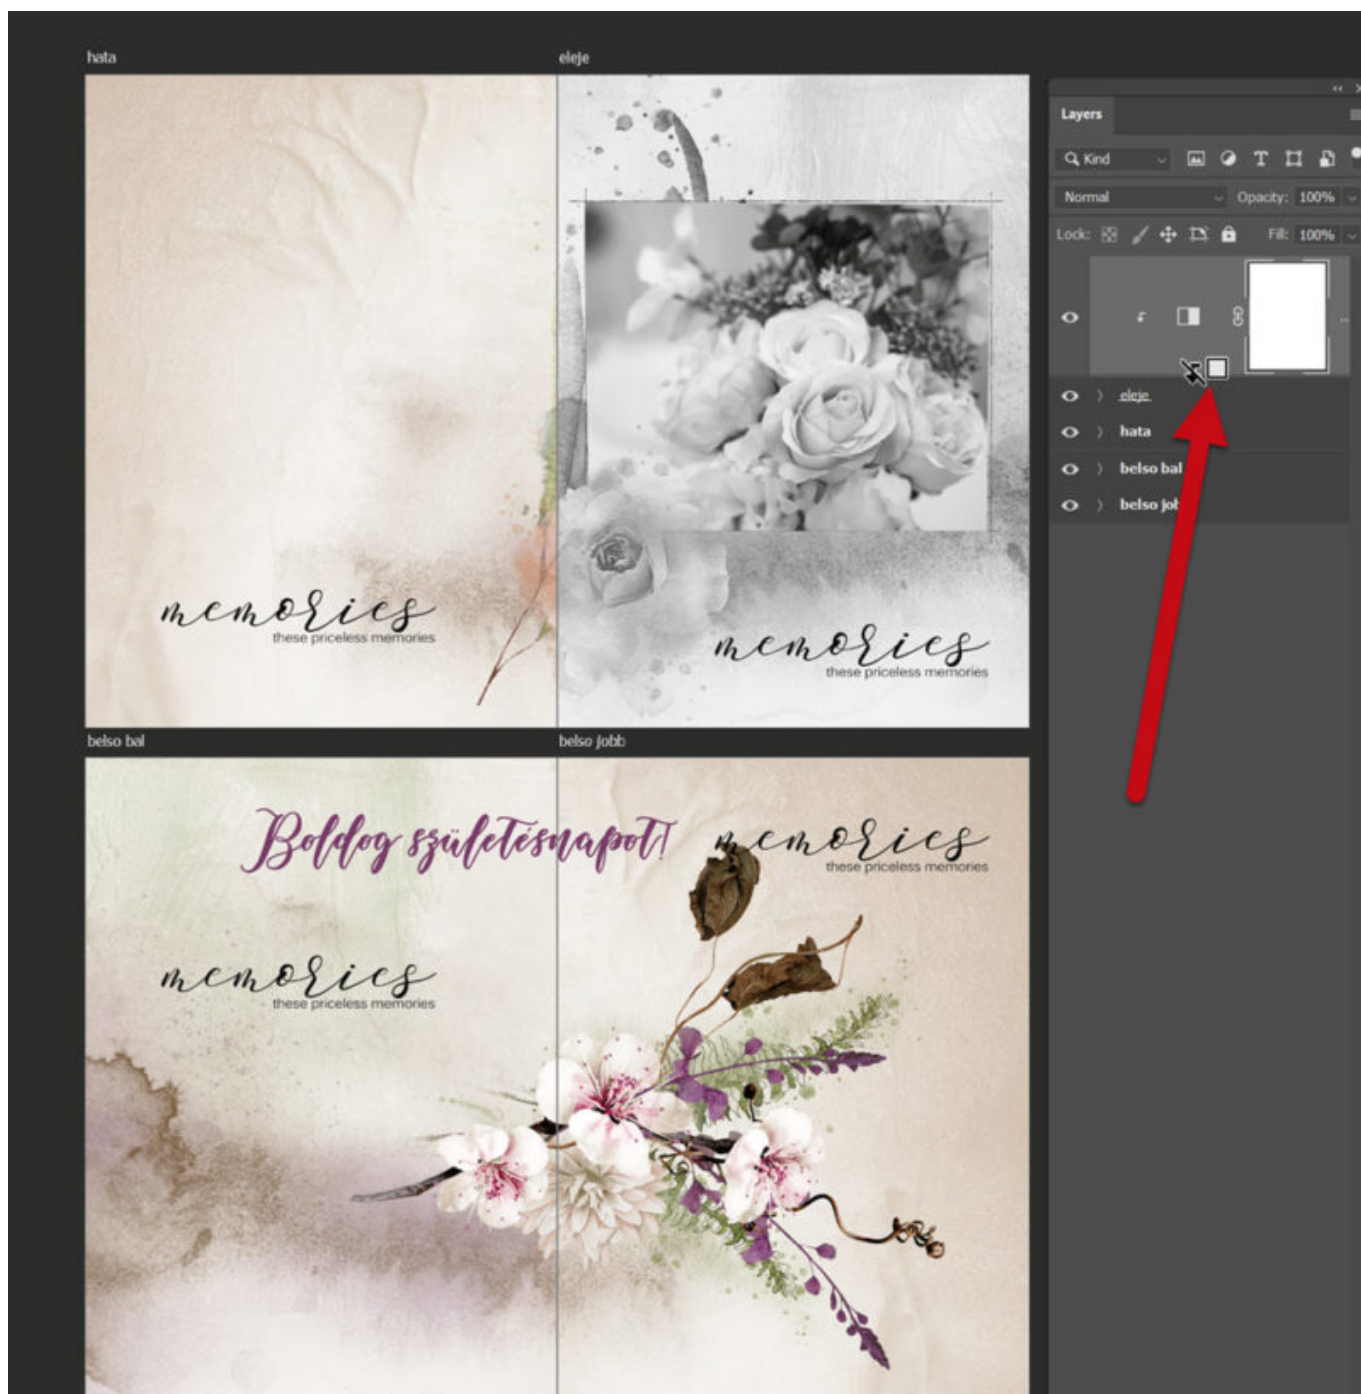 hata
eleje
memories
these priceless memories
memories
these priceless memories
belso bal
belso jobb
Boldog születésnapot!
memories
these priceless memories
memories
these priceless memories
Layers
Kind
Normal
Opacity: 100%
Lock:
Fill: 100%
eleje
hata
belso bal
belso jobb